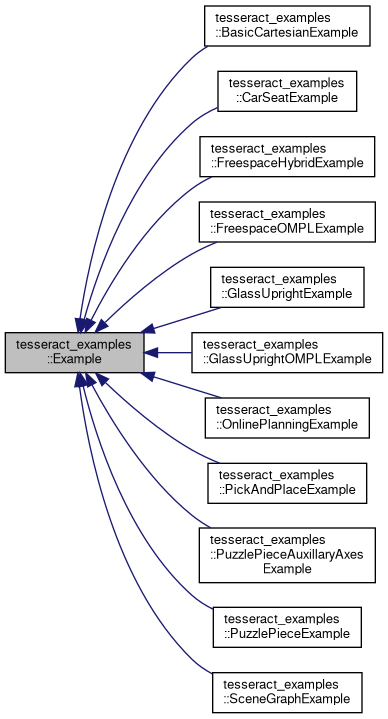 tesseract_examples
::BasicCartesianExample
tesseract_examples
::CarSeatExample
tesseract_examples
::FreespaceHybridExample
tesseract_examples
::FreespaceOMPLExample
tesseract_examples
::GlassUprightExample
tesseract_examples
::Example
tesseract_examples
::GlassUprightOMPLExample
tesseract_examples
::OnlinePlanningExample
tesseract_examples
::PickAndPlaceExample
tesseract_examples
::PuzzlePieceAuxillaryAxes
Example
tesseract_examples
::PuzzlePieceExample
tesseract_examples
::SceneGraphExample